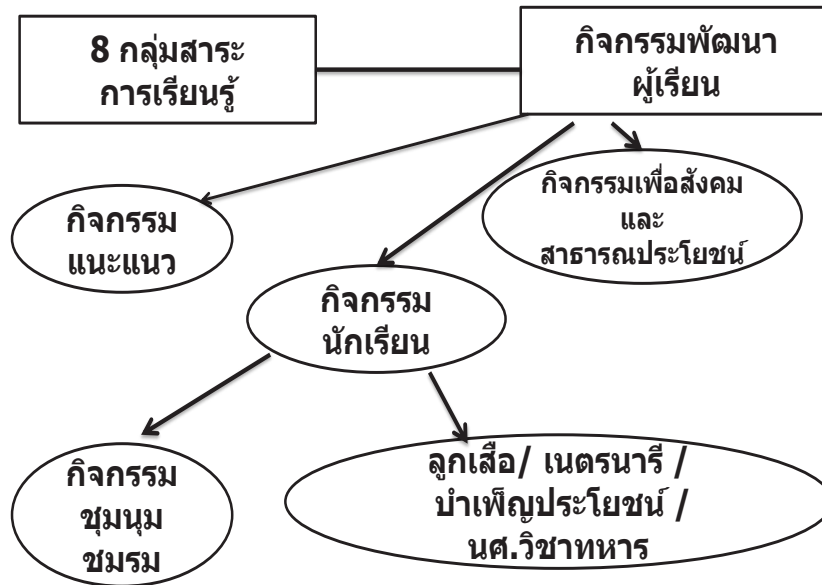 8 กลุ่มสาระ
การเรียนรู้
กิจกรรมพัฒนา
ผู้เรียน
กิจกรรม
แนะแนว
กิจกรรมเพื่อสังคม
และ
สาธารณประโยชน์
กิจกรรม
นักเรียน
กิจกรรม
ชุมนุม
ชมรม
ลูกเสือ/ เนตรนารี /
บำเพ็ญประโยชน์ /
นศ.วิชาทหาร